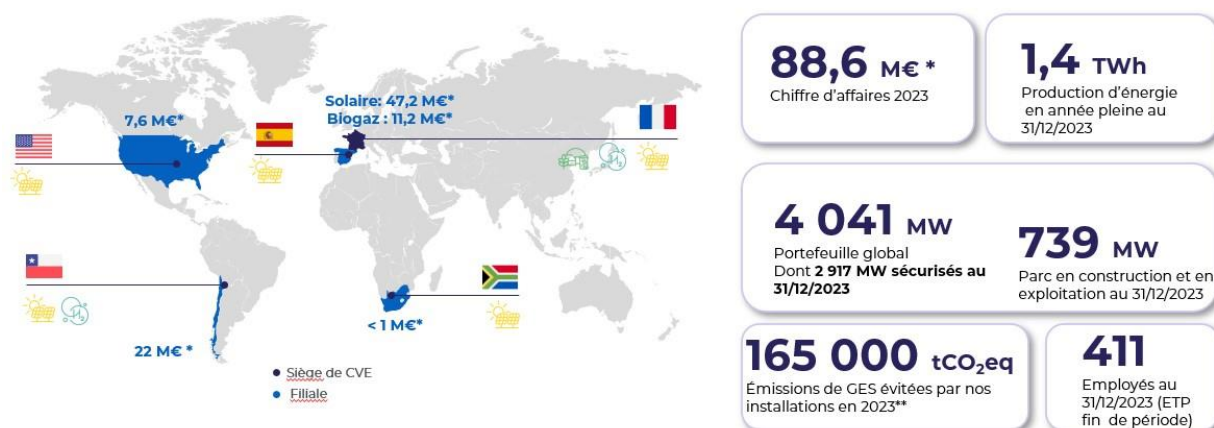 Solaire: 47,2 M€*
Biogaz : 11,2 M€*
7,6 M€*
22 M€ *
< 1 M€*
Siège de CVE
Filiale
88,6 M€ *
Chiffre d'affaires 2023
1,4 TWh
Production d'énergie
en année pleine au
31/12/2023
4 041 MW
Portefeuille global
Dont 2 917 MW sécurisés au
31/12/2023
739 MW
Parc en construction et en
exploitation au 31/12/2023
165 000 tCO₂eq
Émissions de GES évitées par nos
installations en 2023**
411
Employés au
31/12/2023 (ETP
fin de période)